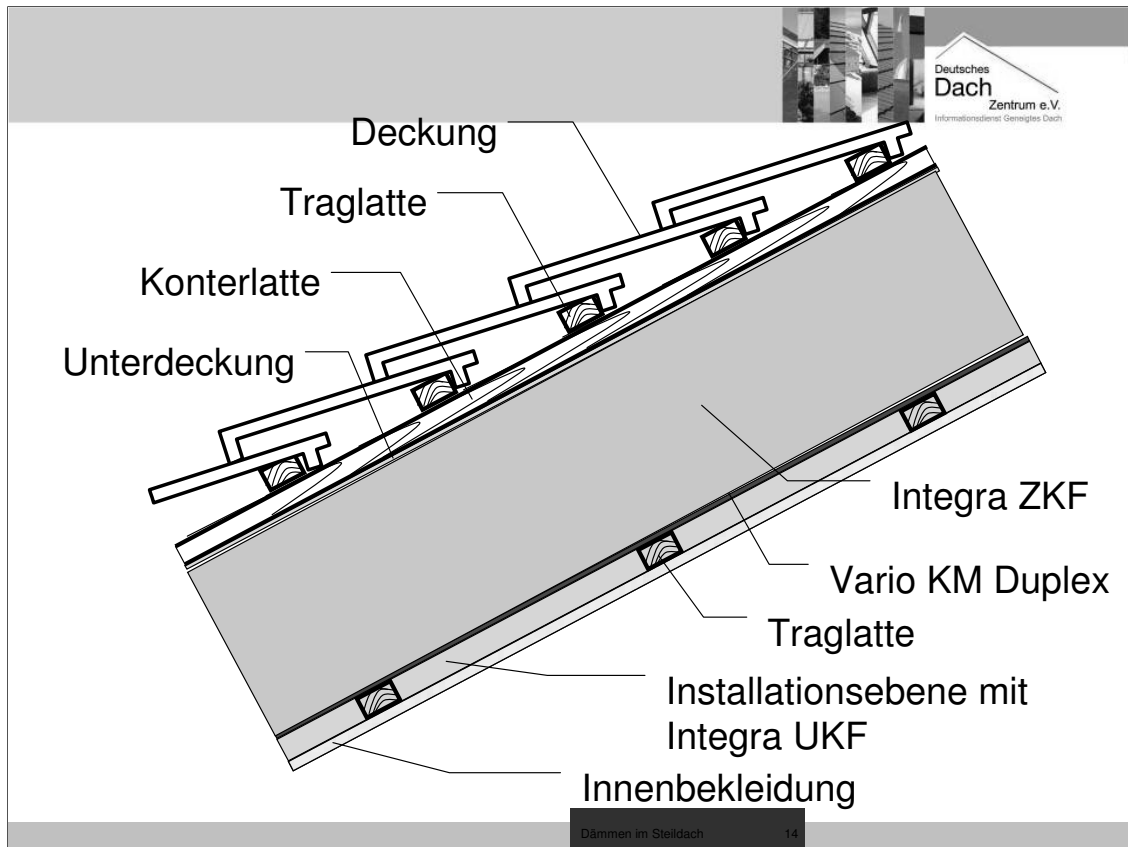 Deutsches
Dach
Zentrum e.V.
Informationsdienst Geneigtes Dach
Deckung
Traglatte
Konterlatte
Unterdeckung
Integra ZKF
Vario KM Duplex
Traglatte
Installationsebene mit
Integra UKF
Innenbekleidung
Dämmen im Steildach 14